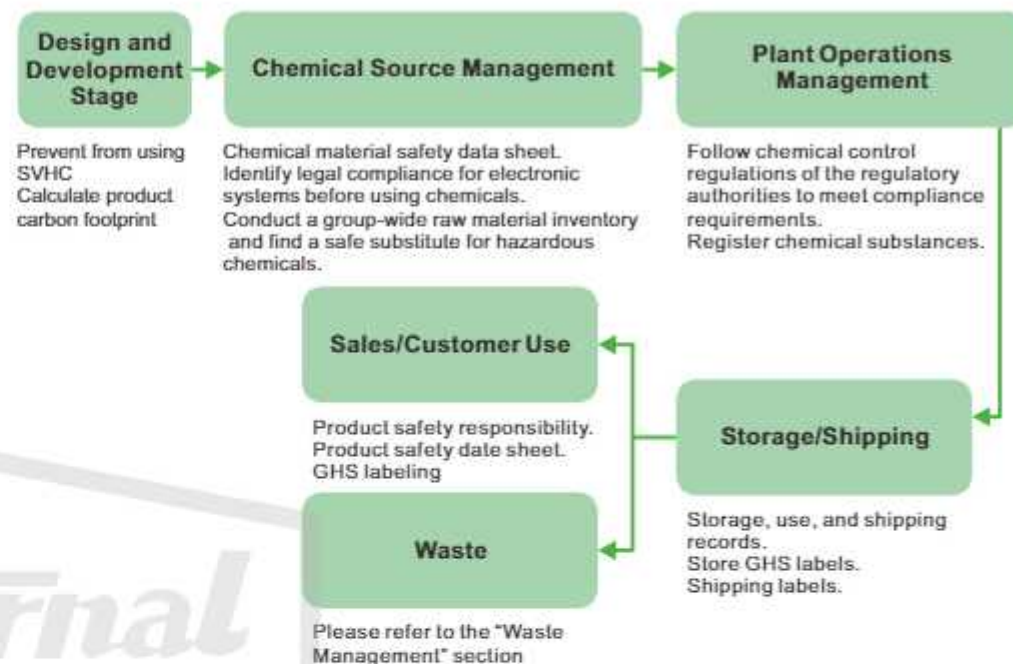 Design and
Development
Stage
Chemical Source Management
Plant Operations
Management
Prevent from using
SVHC
Calculate product
carbon footprint
Chemical material safety data sheet.
Identify legal compliance for electronic
systems before using chemicals.
Conduct a group-wide raw material inventory
and find a safe substitute for hazardous
chemicals.
Follow chemical control
regulations of the regulatory
authorities to meet compliance
requirements.
Register chemical substances.
Sales/Customer Use
Product safety responsibility.
Product safety date sheet.
GHS labeling
Storage/Shipping
Storage, use, and shipping
records.
Store GHS labels.
Shipping labels.
Waste
Please refer to the "Waste
Management" section